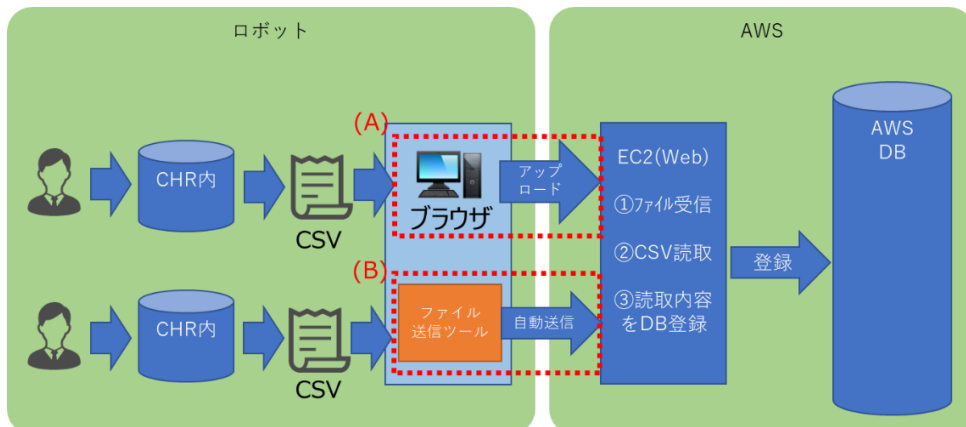 ロボット
AWS
(A)
CHR内
CSV
ブラウザ
アップ
ロード
(B)
CHR内
CSV
ファイル
送信ツール
自動送信
EC2(Web)
①ファイル受信
②CSV読取
③読取内容
をDB登録
登録
AWS
DB